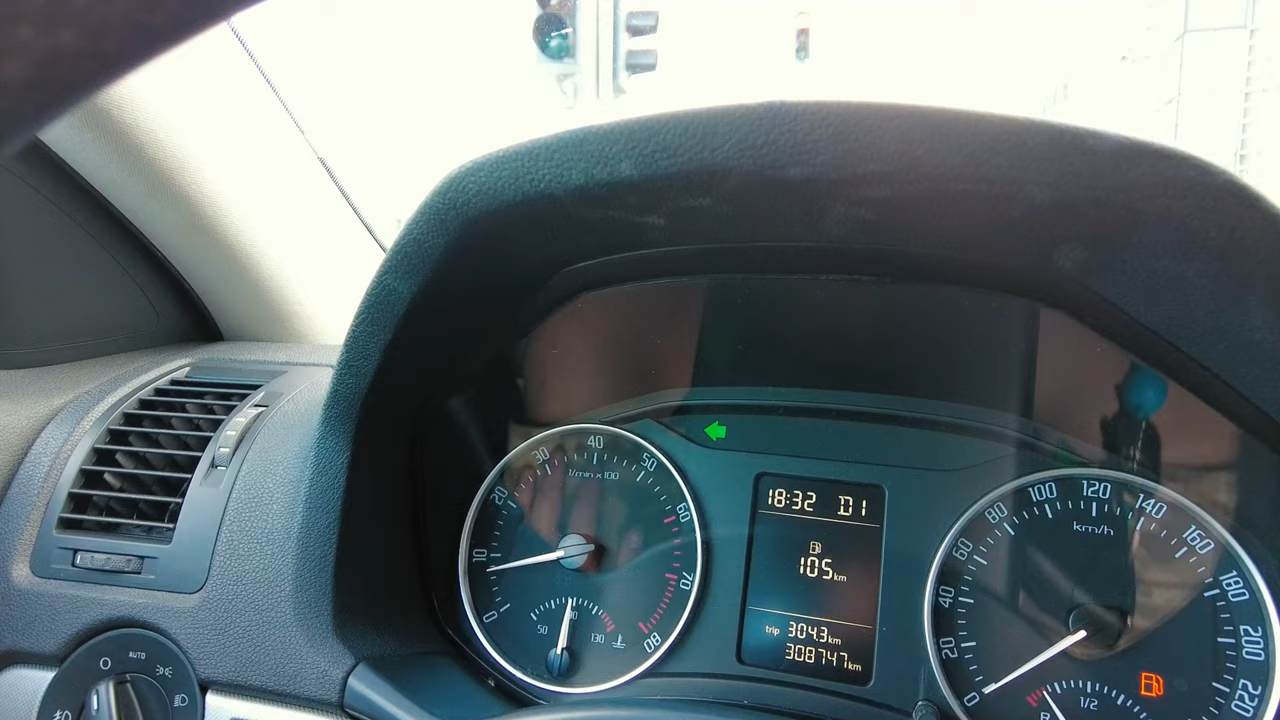 0 10 20 30 40 50 60 70 80
1/min x 100
50 90 130
18:32 D1
105 km
trip 304.3 km
308747 km
0 20 40 60 80 100 120 140 160 180 200 220
km/h
R 1/2
O AUTO